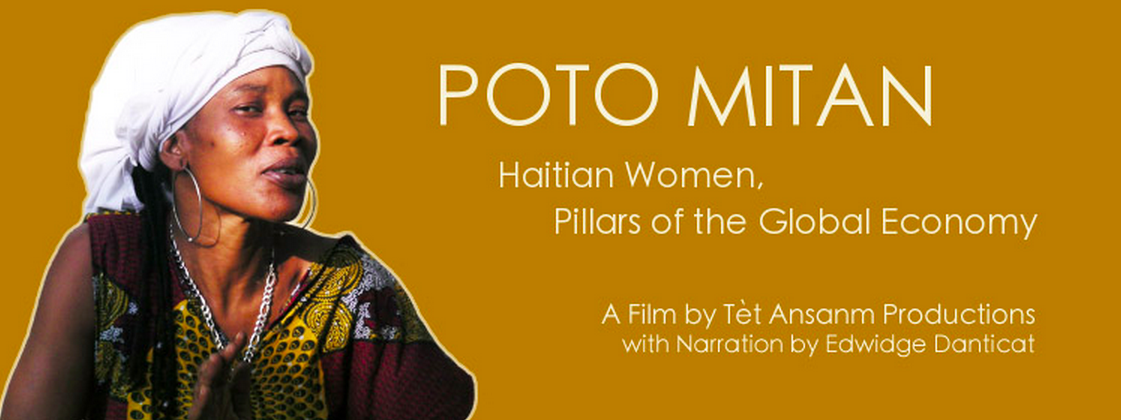 POTO MITAN
Haitian Women,
Pillars of the Global Economy
A Film by Tèt Ansanm Productions
with Narration by Edwidge Danticat